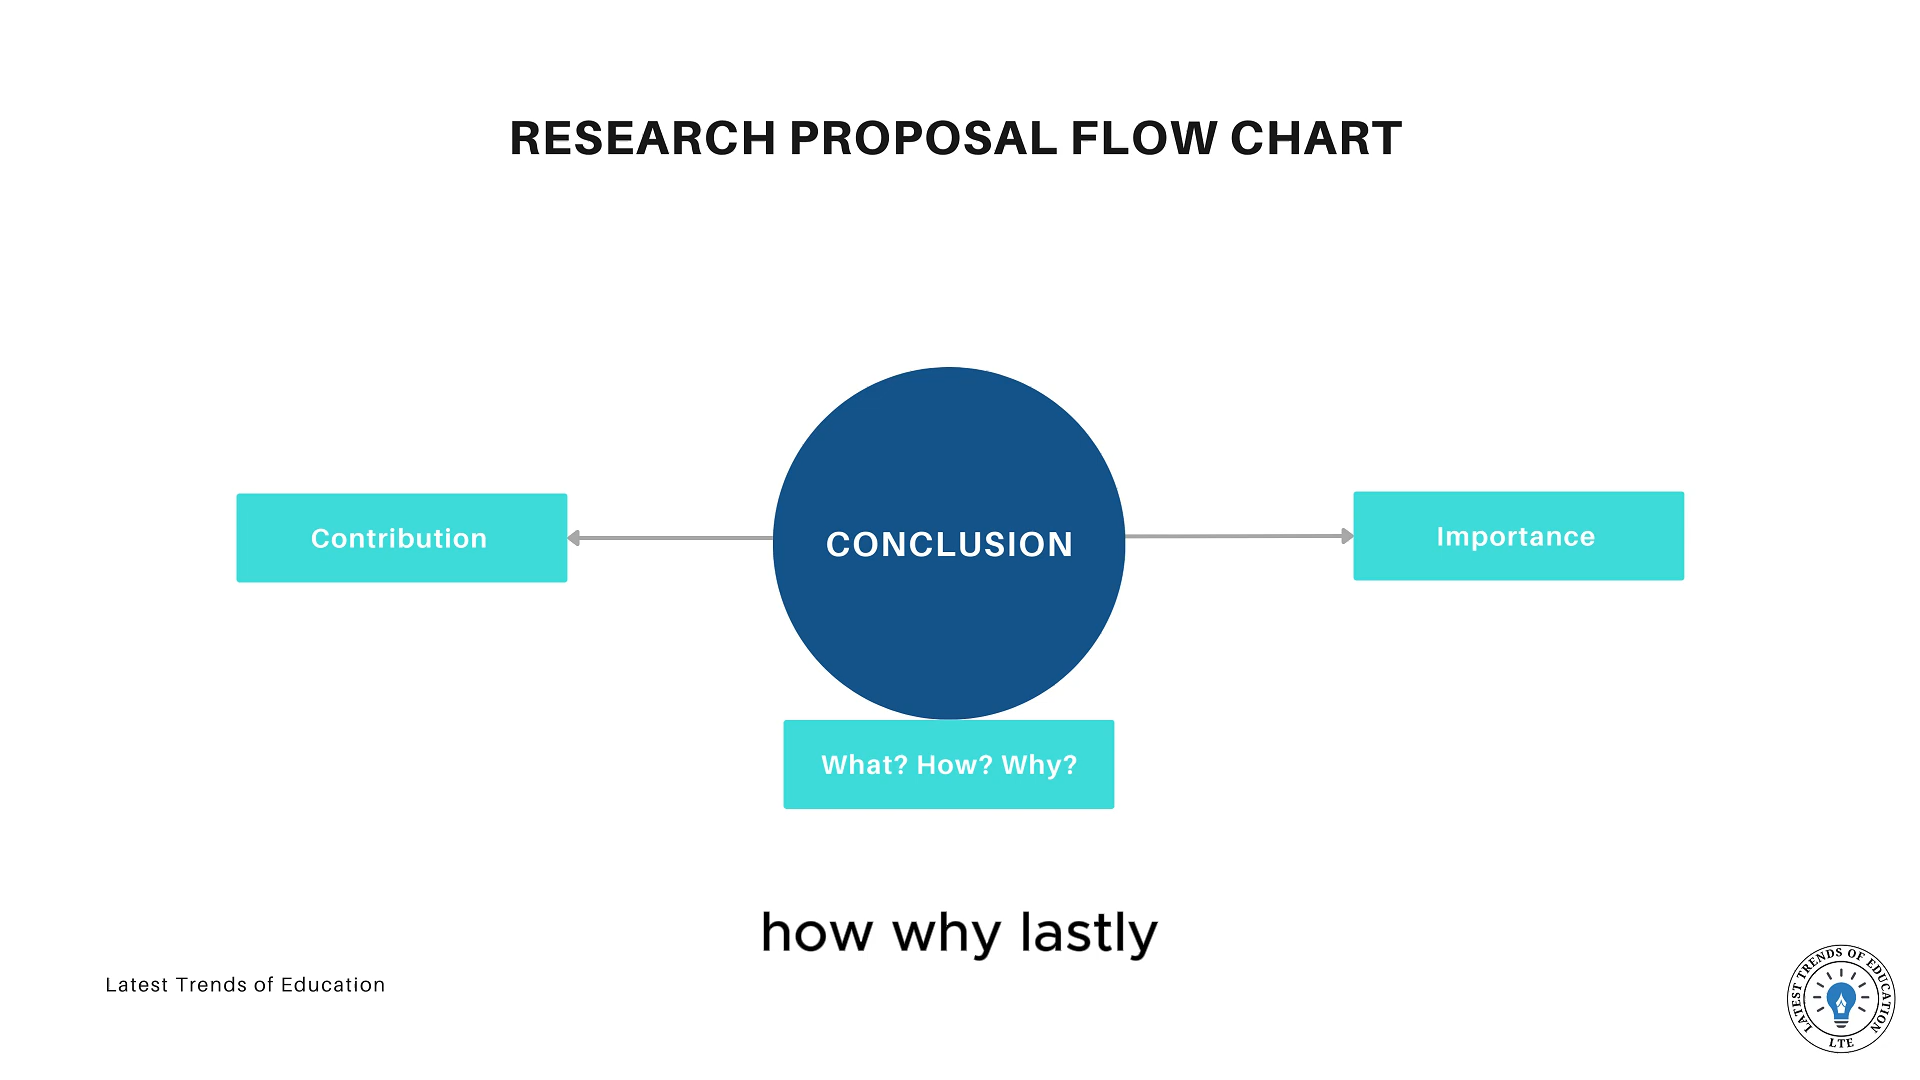 RESEARCH PROPOSAL FLOW CHART
Contribution
CONCLUSION
Importance
What? How? Why?
how why lastly
Latest Trends of Education
LATEST TRENDS OF EDUCATION
LTE